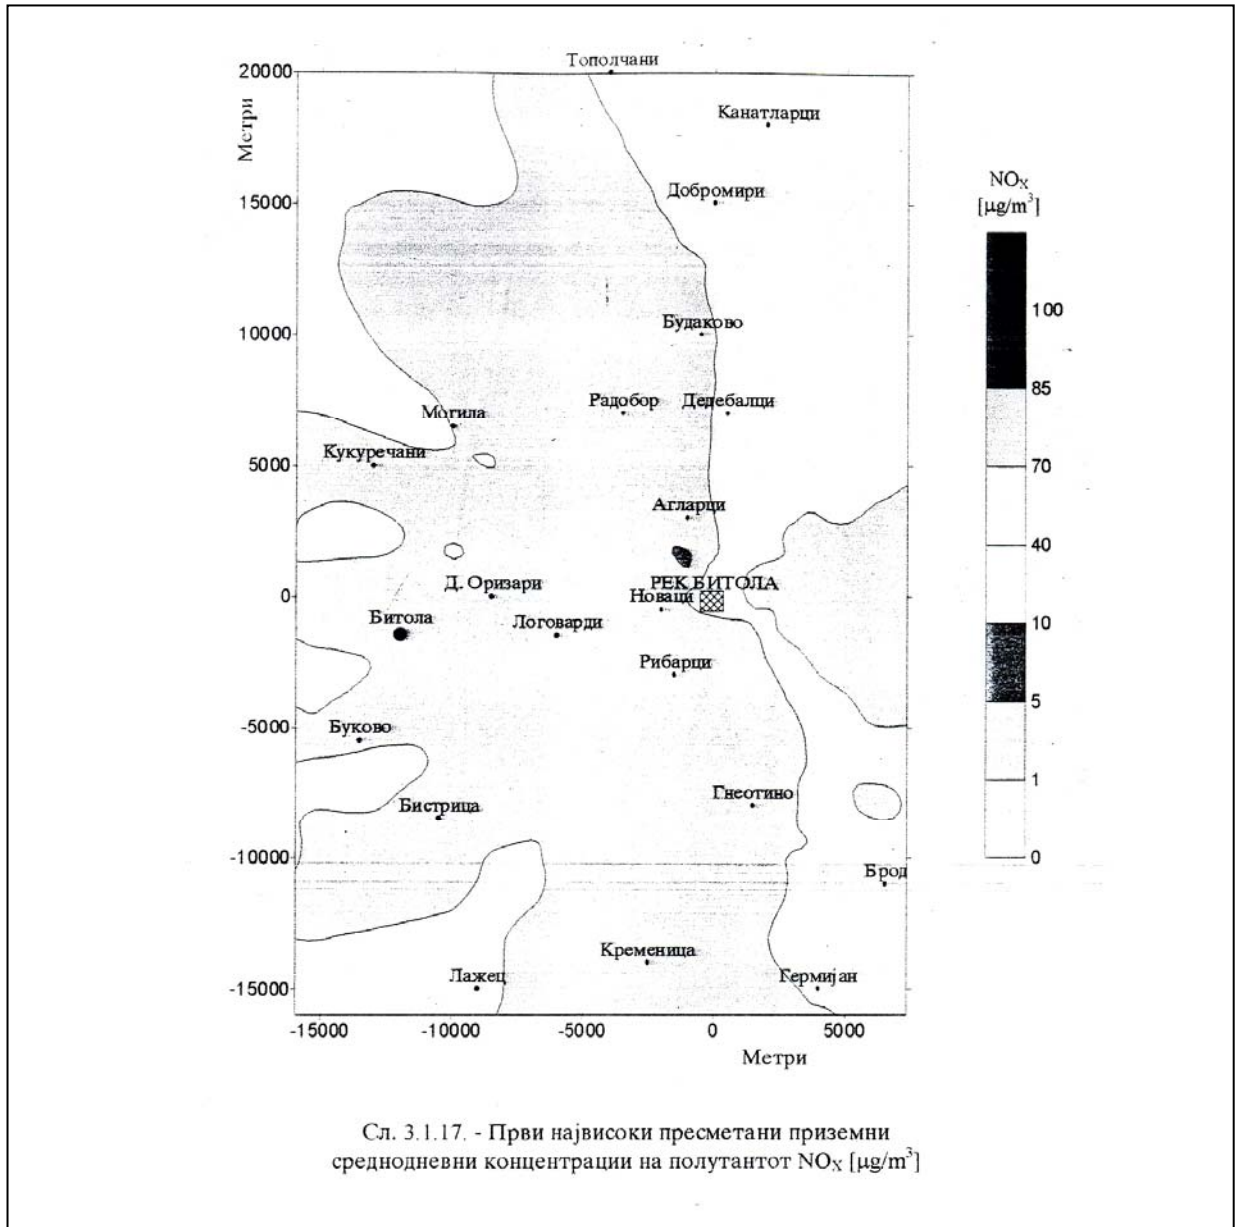 Тополчани
20000
Метри
Канатларци
NOX
[µg/m³]
Добромири
15000
100
Будаково
10000
85
Радобор
Дедебалци
Могила
70
Кукуречани
5000
Агларци
40
РЕК БИТОЛА
Д. Оризари
Новаци
0
Битола
Логоварди
10
Рибарци
5
-5000
Буково
1
Гнеотино
Бистрица
-10000
0
Брод
Кременица
Лажец
Гермијан
-15000
-15000
-10000
-5000
0
5000
Метри
Сл. 3.1.17. - Први највисоки пресметани приземни
среднодневни концентрации на полутантот NOX [µg/m³]